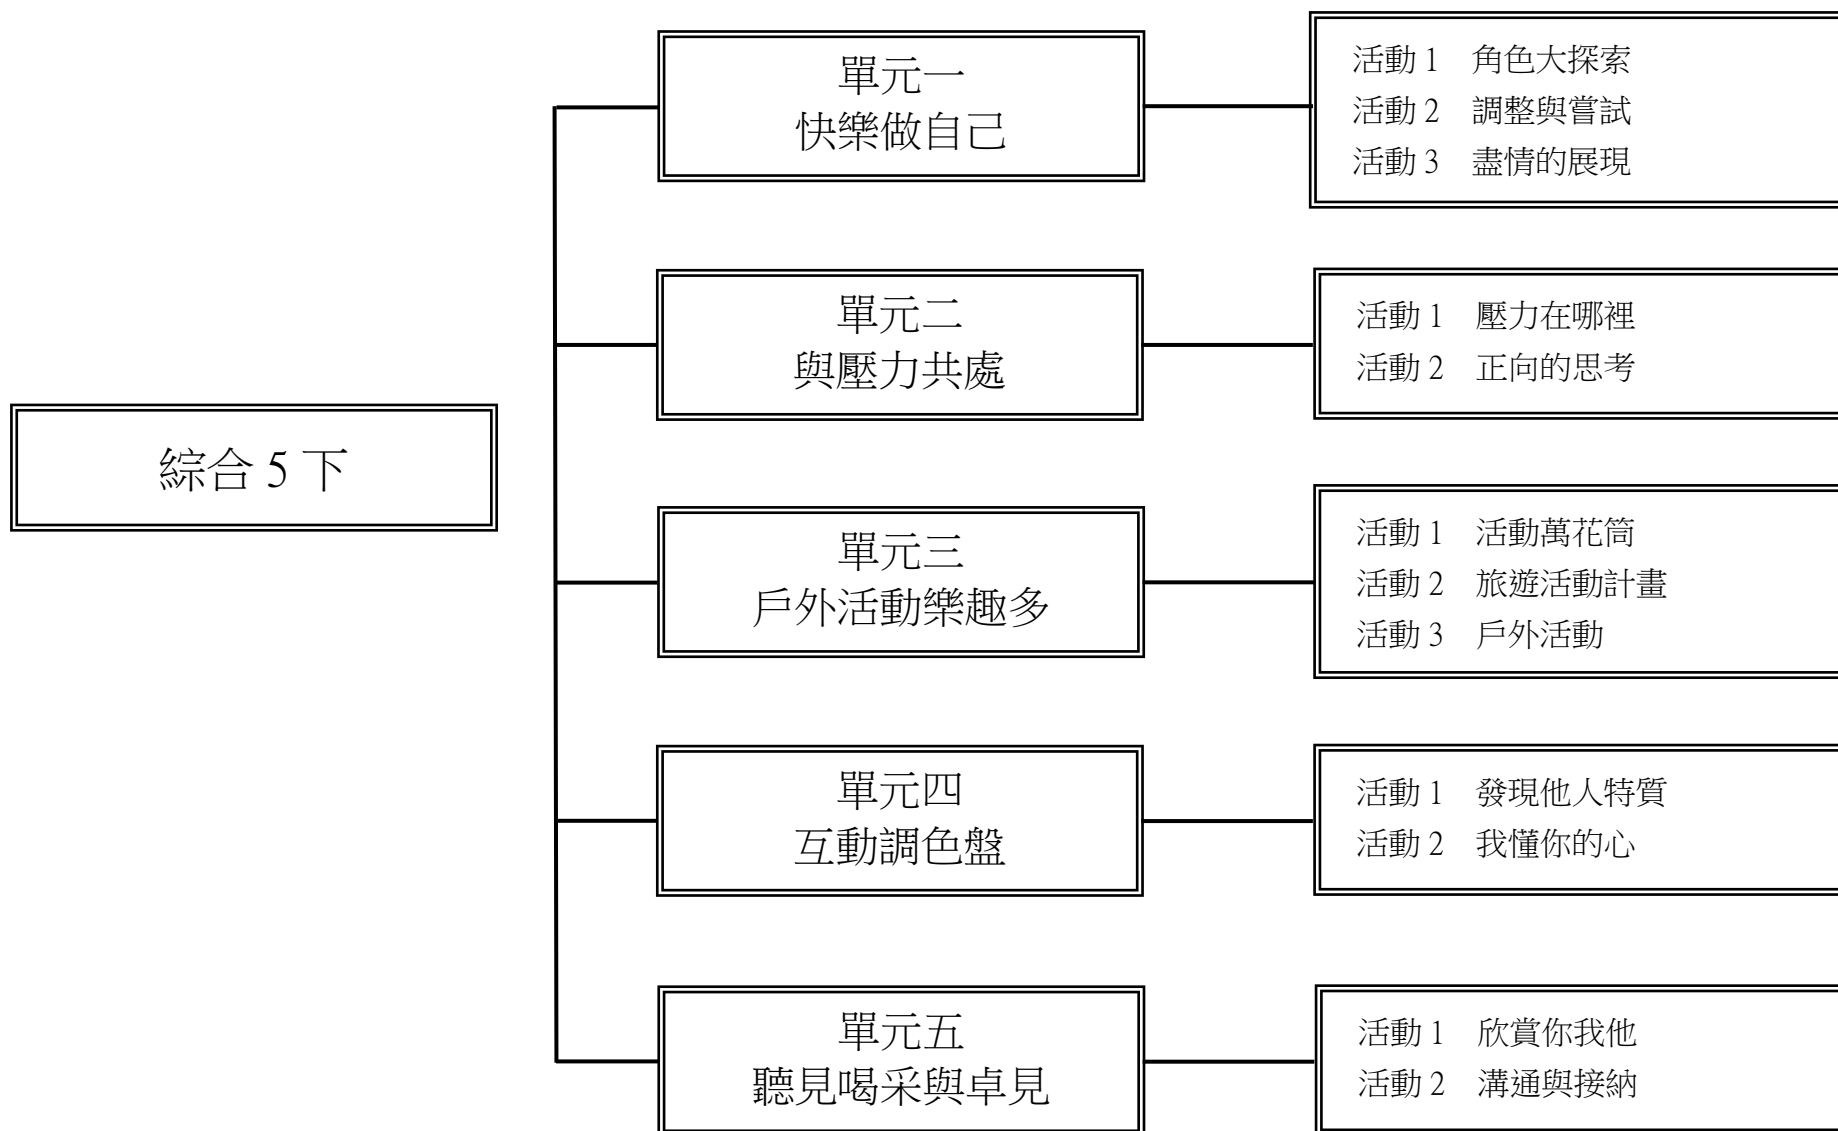 綜合 5 下
單元一
快樂做自己
活動 1　角色大探索
活動 2　調整與嘗試
活動 3　盡情的展現
單元二
與壓力共處
活動 1　壓力在哪裡
活動 2　正向的思考
單元三
戶外活動樂趣多
活動 1　活動萬花筒
活動 2　旅遊活動計畫
活動 3　戶外活動
單元四
互動調色盤
活動 1　發現他人特質
活動 2　我懂你的心
單元五
聽見喝采與卓見
活動 1　欣賞你我他
活動 2　溝通與接納